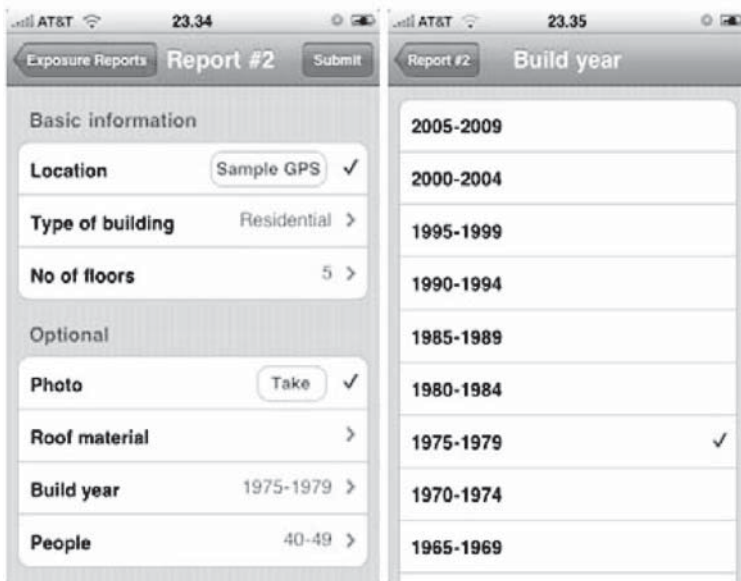 AT&T 23.34
Exposure Reports Report #2 Submit
Basic information
Location Sample GPS ✓
Type of building Residential >
No of floors 5 >
Optional
Photo Take ✓
Roof material >
Build year 1975-1979 >
People 40-49 >
AT&T 23.35
Report #2 Build year
2005-2009
2000-2004
1995-1999
1990-1994
1985-1989
1980-1984
1975-1979 ✓
1970-1974
1965-1969